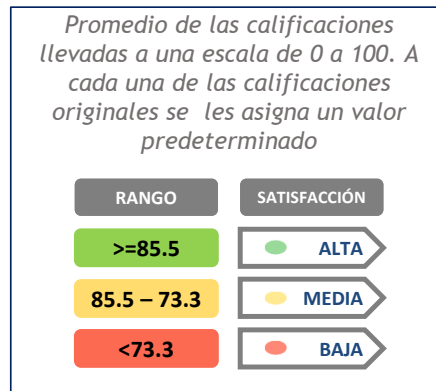 Promedio de las calificaciones
llevadas a una escala de 0 a 100. A
cada una de las calificaciones
originales se les asigna un valor
predeterminado
RANGO SATISFACCIÓN
>=85.5 ALTA
85.5 – 73.3 MEDIA
<73.3 BAJA